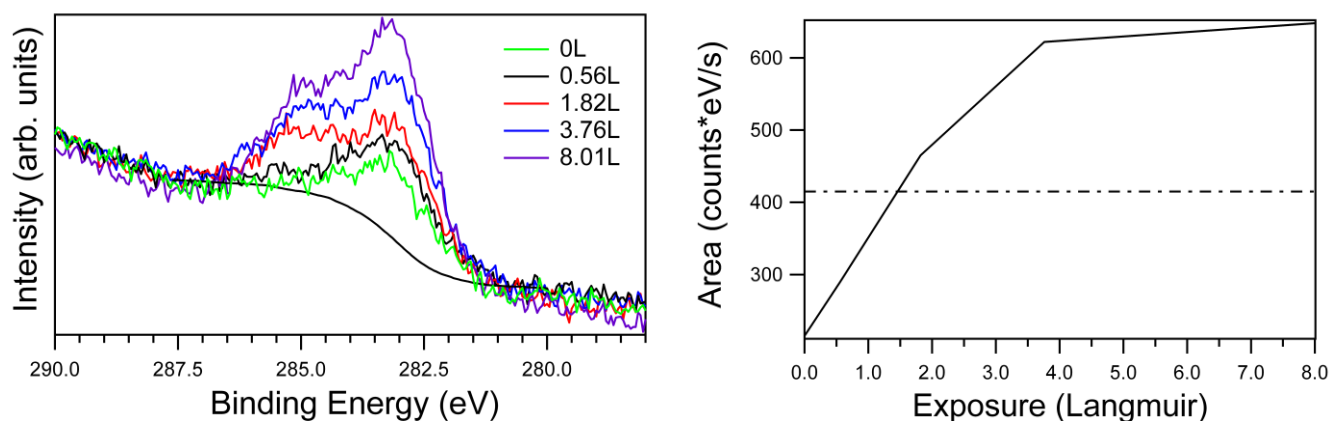 Intensity (arb. units)
0L
0.56L
1.82L
3.76L
8.01L
290.0 287.5 285.0 282.5 280.0
Binding Energy (eV)
Area (counts*eV/s)
600
500
400
300
0.0 1.0 2.0 3.0 4.0 5.0 6.0 7.0 8.0
Exposure (Langmuir)